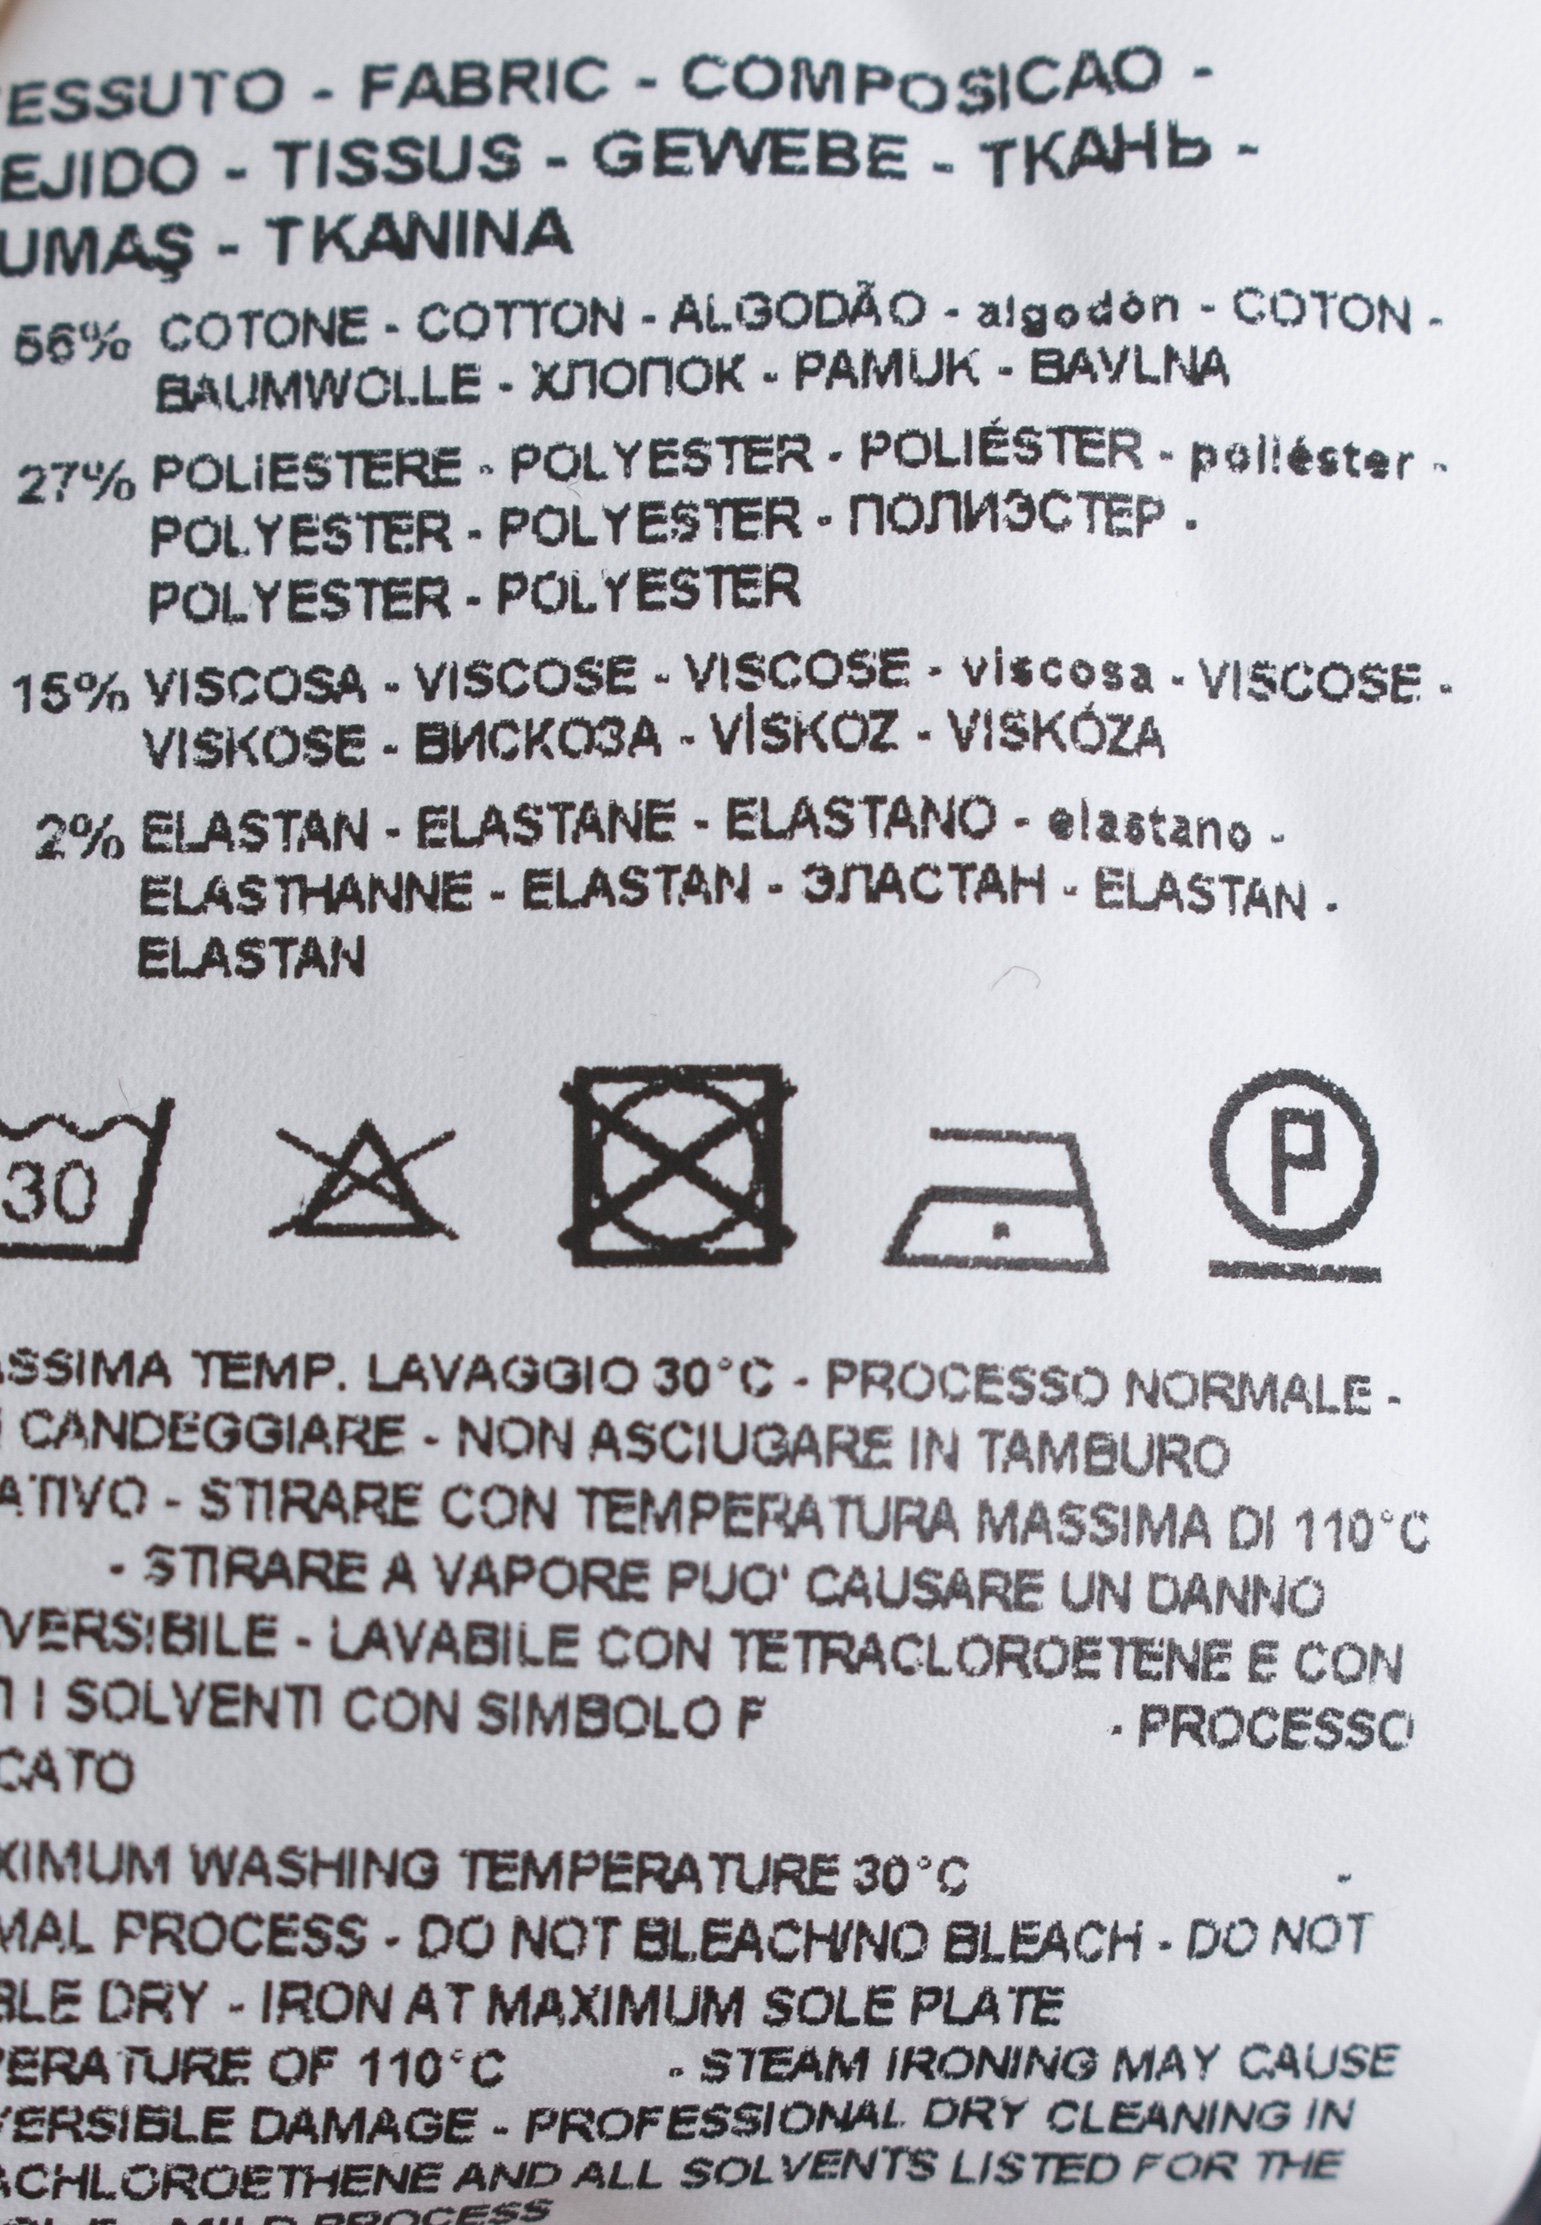 ESSUTO - FABRIC - COMPOSICAO -
EJIDO - TISSUS - GEWEBE - ТКАНЬ -
UMAŞ - TKANINA
56% COTONE - COTTON - ALGODÃO - algodón - COTON -
BAUMWOLLE - ХЛОПОК - PAMUK - BAVLNA
27% POLIESTERE - POLYESTER - POLIÉSTER - poliéster -
POLYESTER - POLYESTER - ПОЛИЭСТЕР -
POLYESTER - POLYESTER
15% VISCOSA - VISCOSE - VISCOSE - viscosa - VISCOSE -
VISKOSE - ВИСКОЗА - VİSKOZ - VISKÓZA
2% ELASTAN - ELASTANE - ELASTANO - elastano -
ELASTHANNE - ELASTAN - ЭЛАСТАН - ELASTAN -
ELASTAN
30 P
ASSIMA TEMP. LAVAGGIO 30°C - PROCESSO NORMALE -
CANDEGGIARE - NON ASCIUGARE IN TAMBURO
ATIVO - STIRARE CON TEMPERATURA MASSIMA DI 110°C
- STIRARE A VAPORE PUO' CAUSARE UN DANNO
VERSIBILE - LAVABILE CON TETRACLOROETENE E CON
I I SOLVENTI CON SIMBOLO F - PROCESSO
CATO
XIMUM WASHING TEMPERATURE 30°C -
MAL PROCESS - DO NOT BLEACH/NO BLEACH - DO NOT
BLE DRY - IRON AT MAXIMUM SOLE PLATE
PERATURE OF 110°C - STEAM IRONING MAY CAUSE
VERSIBLE DAMAGE - PROFESSIONAL DRY CLEANING IN
ACHLOROETHENE AND ALL SOLVENTS LISTED FOR THE
- MILD PROCESS